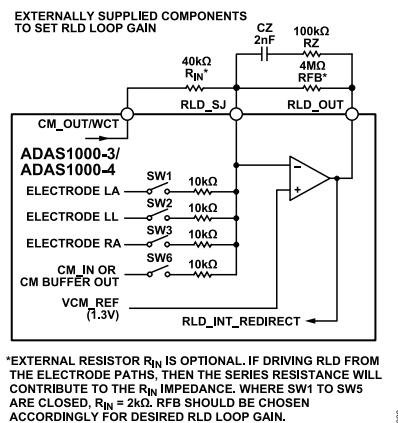 EXTERNALLY SUPPLIED COMPONENTS
TO SET RLD LOOP GAIN
CZ
2nF
100kΩ
RZ
40kΩ
RIN*
4MΩ
RFB*
RLD_SJ
RLD_OUT
CM_OUT/WCT
ADAS1000-3/
ADAS1000-4
SW1
ELECTRODE LA
10kΩ
SW2
ELECTRODE LL
10kΩ
SW3
ELECTRODE RA
10kΩ
SW6
CM_IN OR
CM BUFFER OUT
10kΩ
–
+
VCM_REF
(1.3V)
RLD_INT_REDIRECT
*EXTERNAL RESISTOR RIN IS OPTIONAL. IF DRIVING RLD FROM
THE ELECTRODE PATHS, THEN THE SERIES RESISTANCE WILL
CONTRIBUTE TO THE RIN IMPEDANCE. WHERE SW1 TO SW5
ARE CLOSED, RIN = 2kΩ. RFB SHOULD BE CHOSEN
ACCORDINGLY FOR DESIRED RLD LOOP GAIN.